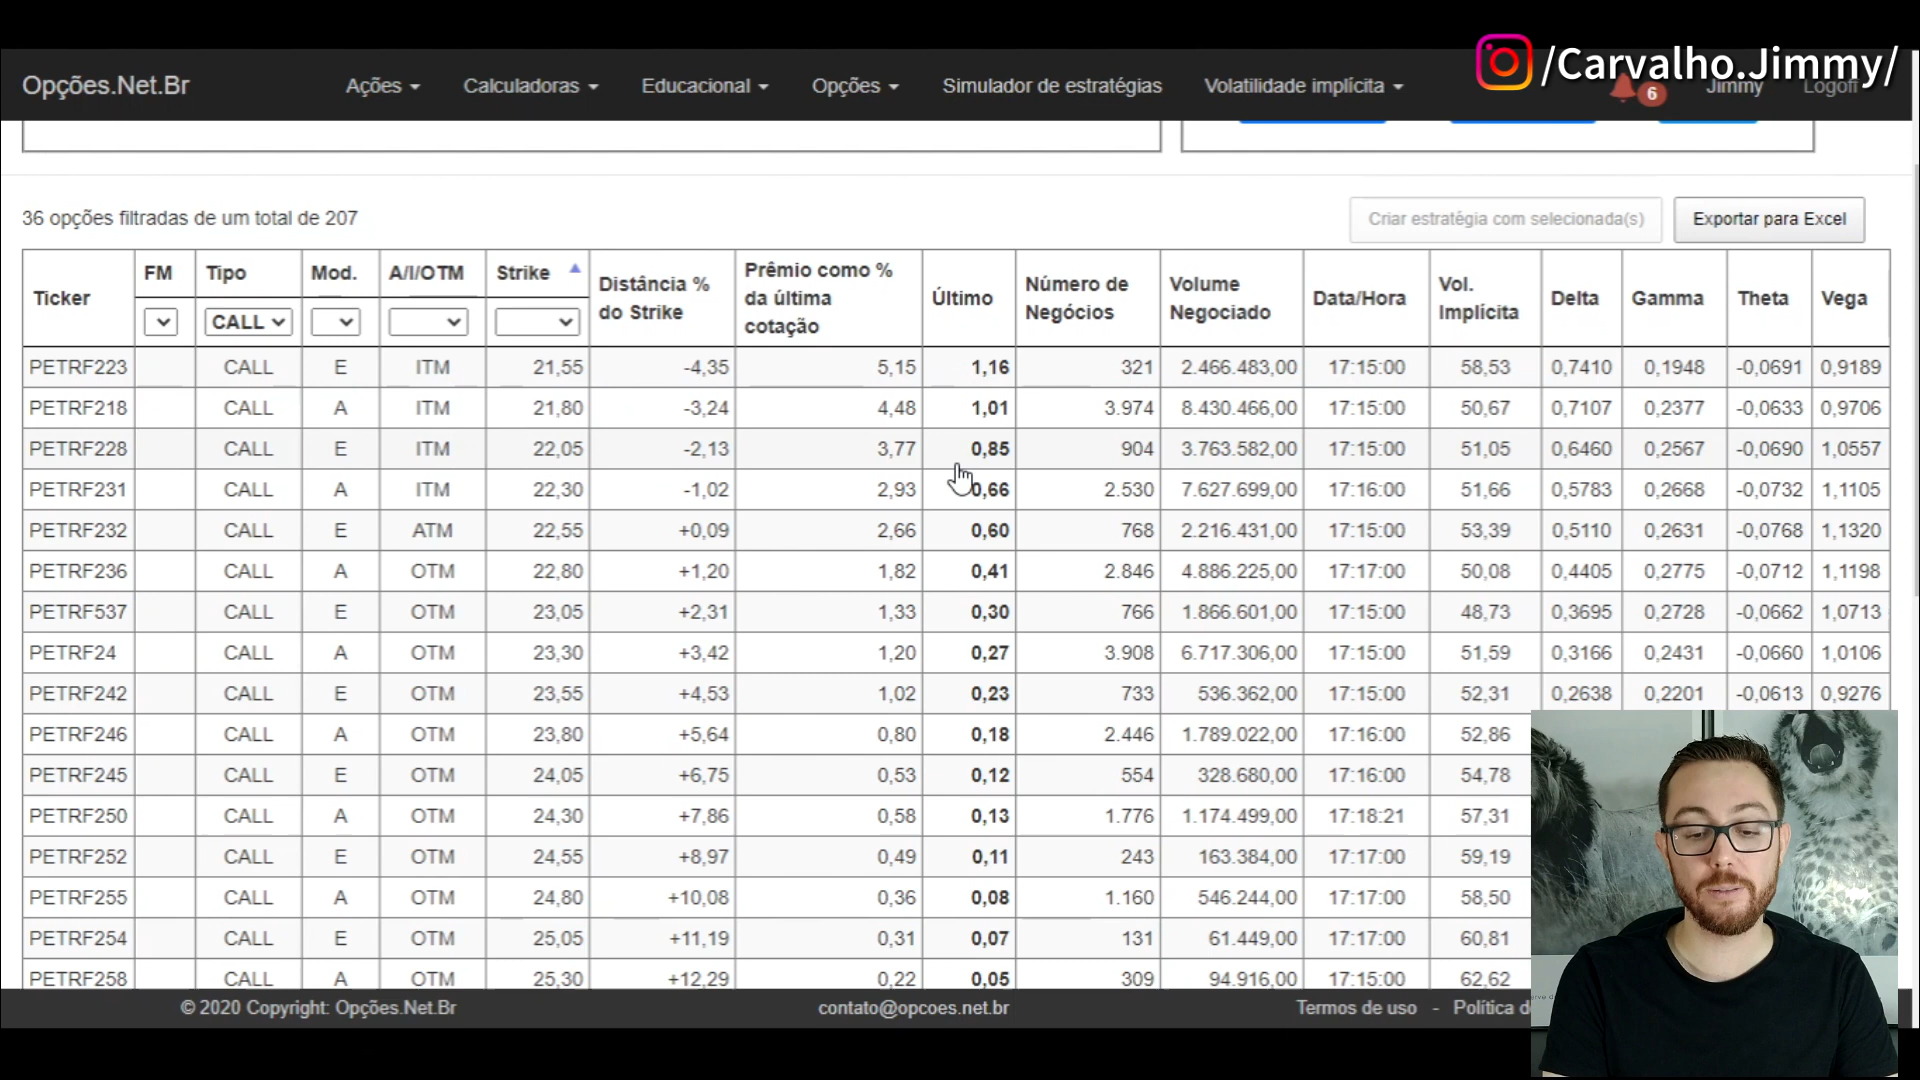 /Carvalho.Jimmy/
Opções.Net.Br Ações Calculadoras Educacional Opções Simulador de estratégias Volatilidade implícita 6 Jimmy Logoff
36 opções filtradas de um total de 207 Criar estratégia com selecionada(s) Exportar para Excel
Ticker FM Tipo Mod. A/I/OTM Strike Distância % do Strike Prêmio como % da última cotação Último Número de Negócios Volume Negociado Data/Hora Vol. Implícita Delta Gamma Theta Vega
CALL
PETRF223 CALL E ITM 21,55 -4,35 5,15 1,16 321 2.466.483,00 17:15:00 58,53 0,7410 0,1948 -0,0691 0,9189
PETRF218 CALL A ITM 21,80 -3,24 4,48 1,01 3.974 8.430.466,00 17:15:00 50,67 0,7107 0,2377 -0,0633 0,9706
PETRF228 CALL E ITM 22,05 -2,13 3,77 0,85 904 3.763.582,00 17:15:00 51,05 0,6460 0,2567 -0,0690 1,0557
PETRF231 CALL A ITM 22,30 -1,02 2,93 0,66 2.530 7.627.699,00 17:16:00 51,66 0,5783 0,2668 -0,0732 1,1105
PETRF232 CALL E ATM 22,55 +0,09 2,66 0,60 768 2.216.431,00 17:15:00 53,39 0,5110 0,2631 -0,0768 1,1320
PETRF236 CALL A OTM 22,80 +1,20 1,82 0,41 2.846 4.886.225,00 17:17:00 50,08 0,4405 0,2775 -0,0712 1,1198
PETRF537 CALL E OTM 23,05 +2,31 1,33 0,30 766 1.866.601,00 17:15:00 48,73 0,3695 0,2728 -0,0662 1,0713
PETRF24 CALL A OTM 23,30 +3,42 1,20 0,27 3.908 6.717.306,00 17:15:00 51,59 0,3166 0,2431 -0,0660 1,0106
PETRF242 CALL E OTM 23,55 +4,53 1,02 0,23 733 536.362,00 17:15:00 52,31 0,2638 0,2201 -0,0613 0,9276
PETRF246 CALL A OTM 23,80 +5,64 0,80 0,18 2.446 1.789.022,00 17:16:00 52,86
PETRF245 CALL E OTM 24,05 +6,75 0,53 0,12 554 328.680,00 17:16:00 54,78
PETRF250 CALL A OTM 24,30 +7,86 0,58 0,13 1.776 1.174.499,00 17:18:21 57,31
PETRF252 CALL E OTM 24,55 +8,97 0,49 0,11 243 163.384,00 17:17:00 59,19
PETRF255 CALL A OTM 24,80 +10,08 0,36 0,08 1.160 546.244,00 17:17:00 58,50
PETRF254 CALL E OTM 25,05 +11,19 0,31 0,07 131 61.449,00 17:17:00 60,81
PETRF258 CALL A OTM 25,30 +12,29 0,22 0,05 309 94.916,00 17:15:00 62,62
© 2020 Copyright: Opções.Net.Br contato@opcoes.net.br Termos de uso - Política